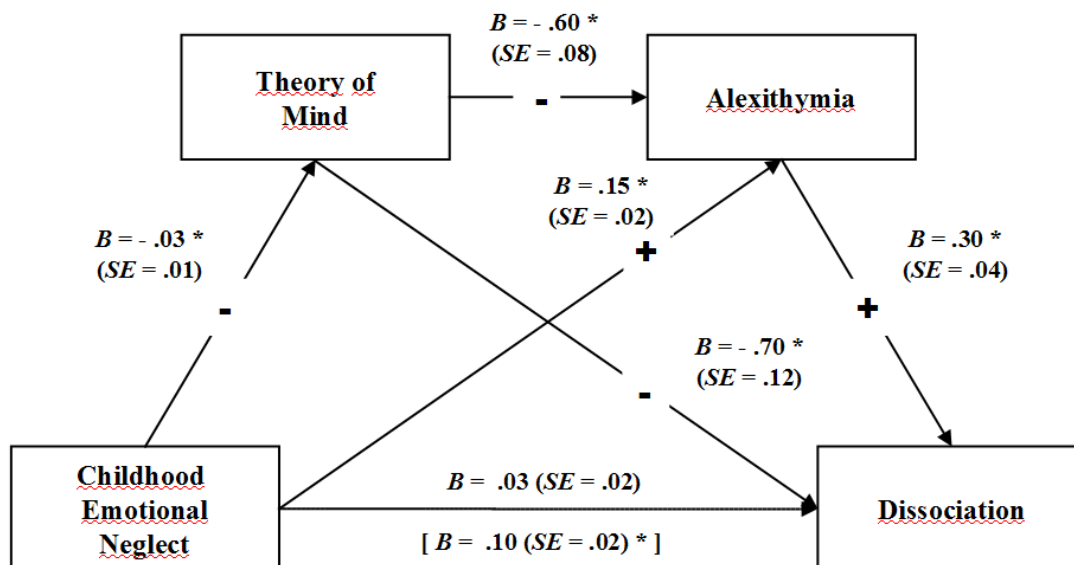 B = - .60 *
(SE = .08)
Theory of
Mind
-
Alexithymia
B = .15 *
(SE = .02)
+
B = - .03 *
(SE = .01)
-
B = .30 *
(SE = .04)
+
B = - .70 *
(SE = .12)
-
Childhood
Emotional
Neglect
B = .03 (SE = .02)
[ B = .10 (SE = .02) * ]
Dissociation